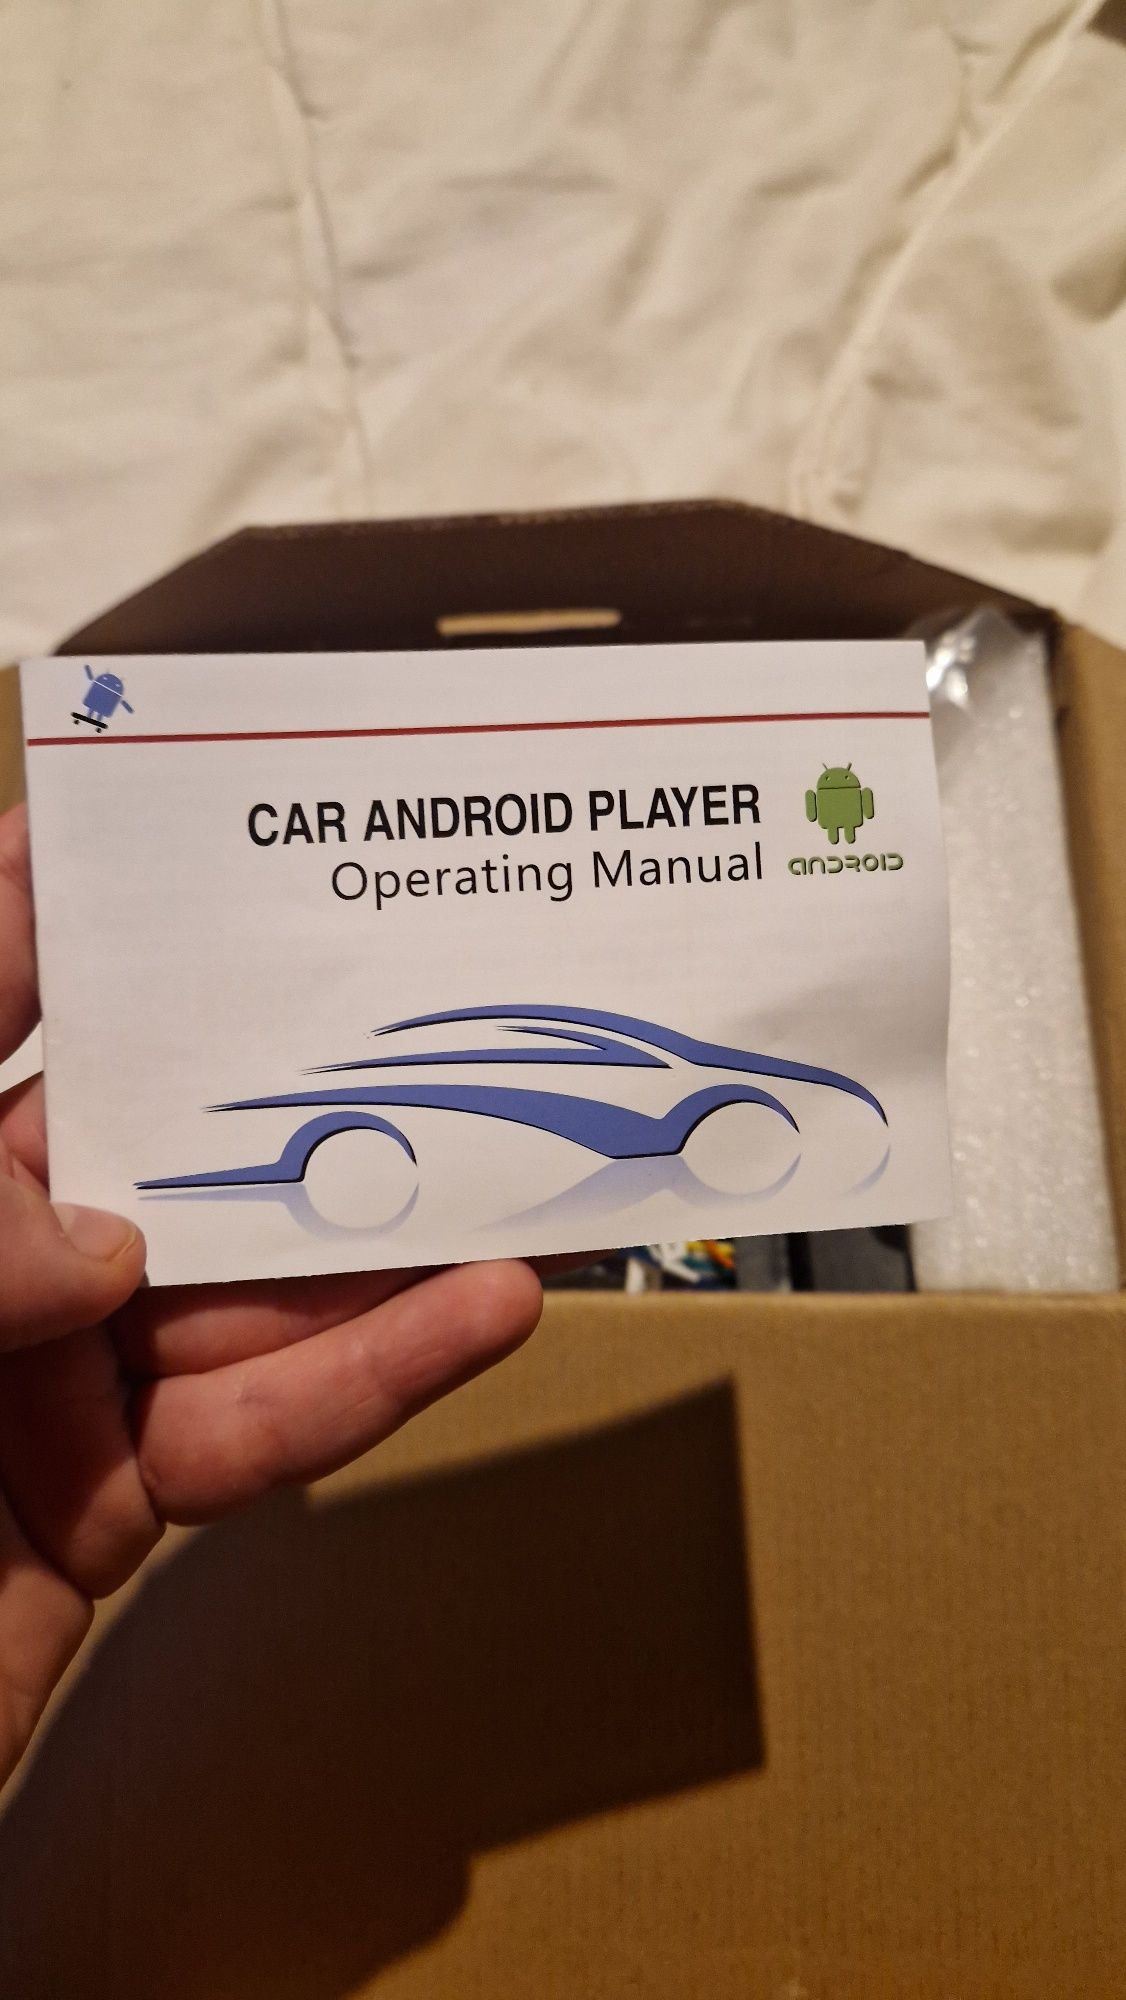 CAR ANDROID PLAYER
Operating Manual
ANDROID